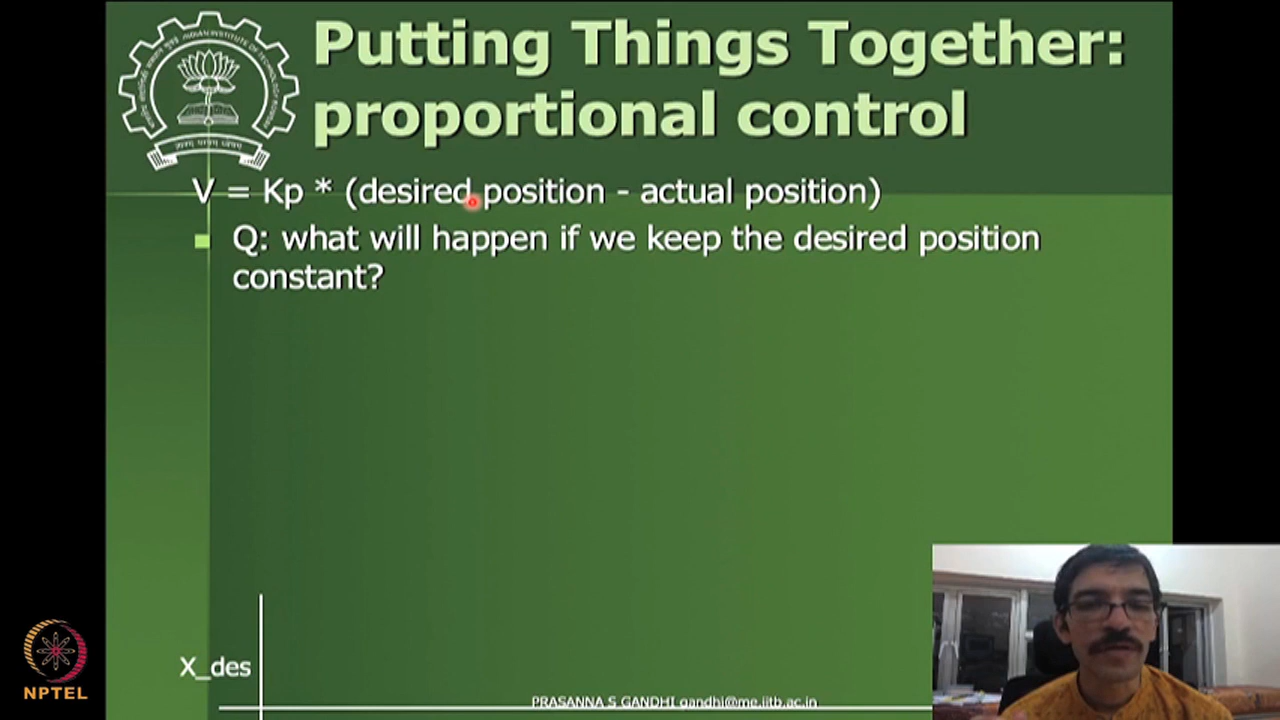 Putting Things Together:
proportional control
V = Kp * (desired position - actual position)
Q: what will happen if we keep the desired position
constant?
X_des
PRASANNA S GANDHI gandhi@me.iitb.ac.in
NPTEL